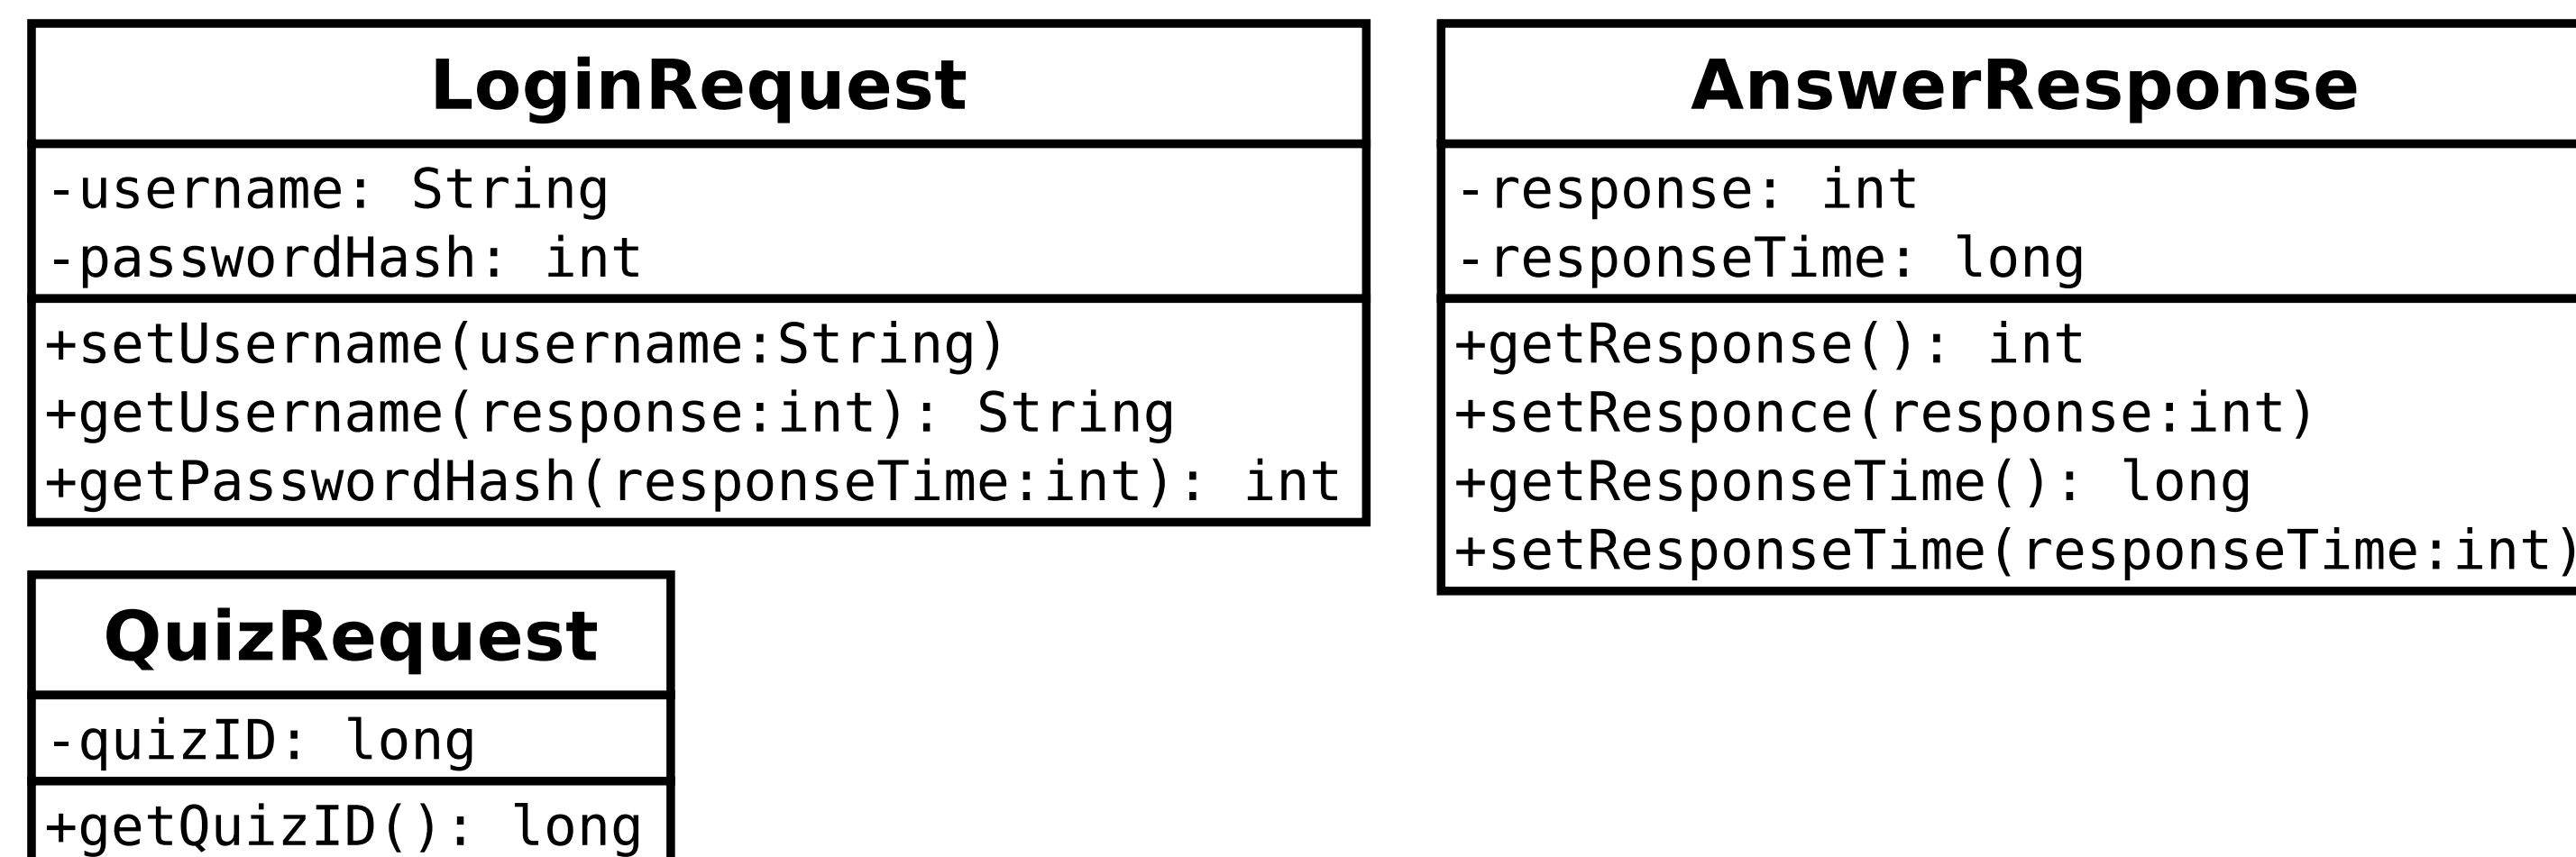 LoginRequest
-username: String
-passwordHash: int
+setUsername(username:String)
+getUsername(response:int): String
+getPasswordHash(responseTime:int): int
AnswerResponse
-response: int
-responseTime: long
+getResponse(): int
+setResponce(response:int)
+getResponseTime(): long
+setResponseTime(responseTime:int)
QuizRequest
-quizID: long
+getQuizID(): long